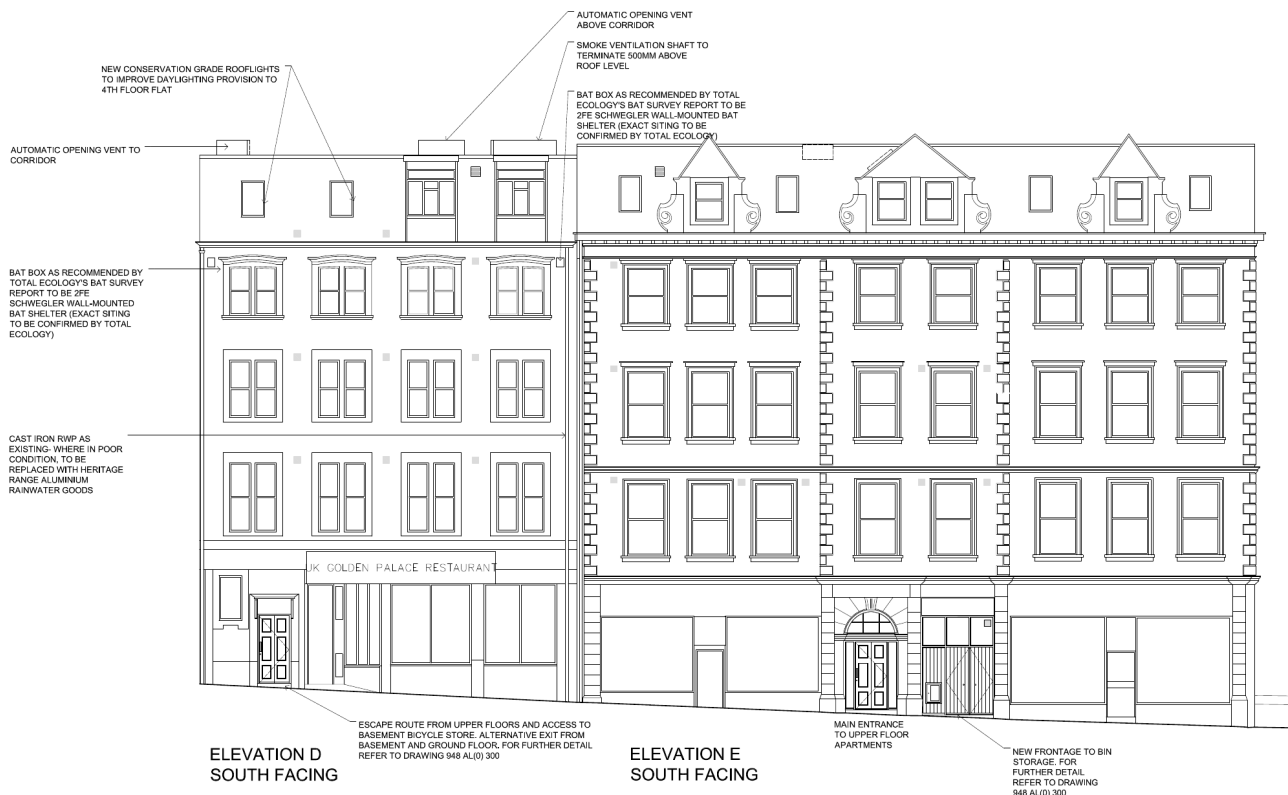 AUTOMATIC OPENING VENT
ABOVE CORRIDOR
SMOKE VENTILATION SHAFT TO
TERMINATE 500MM ABOVE
ROOF LEVEL
NEW CONSERVATION GRADE ROOFLIGHTS
TO IMPROVE DAYLIGHTING PROVISION TO
4TH FLOOR FLAT
BAT BOX AS RECOMMENDED BY TOTAL
ECOLOGY'S BAT SURVEY REPORT TO BE
2FE SCHWEGLER WALL-MOUNTED BAT
SHELTER (EXACT SITING TO BE
CONFIRMED BY TOTAL ECOLOGY)
AUTOMATIC OPENING VENT TO
CORRIDOR
BAT BOX AS RECOMMENDED BY
TOTAL ECOLOGY'S BAT SURVEY
REPORT TO BE 2FE
SCHWEGLER WALL-MOUNTED
BAT SHELTER (EXACT SITING
TO BE CONFIRMED BY TOTAL
ECOLOGY)
CAST IRON RWP AS
EXISTING- WHERE IN POOR
CONDITION, TO BE
REPLACED WITH HERITAGE
RANGE ALUMINIUM
RAINWATER GOODS
UK GOLDEN PALACE RESTAURANT
ESCAPE ROUTE FROM UPPER FLOORS AND ACCESS TO
BASEMENT BICYCLE STORE. ALTERNATIVE EXIT FROM
BASEMENT AND GROUND FLOOR. FOR FURTHER DETAIL
REFER TO DRAWING 948 AL(0) 300
MAIN ENTRANCE
TO UPPER FLOOR
APARTMENTS
NEW FRONTAGE TO BIN
STORAGE. FOR
FURTHER DETAIL
REFER TO DRAWING
948 AL(0) 300
ELEVATION D
SOUTH FACING
ELEVATION E
SOUTH FACING